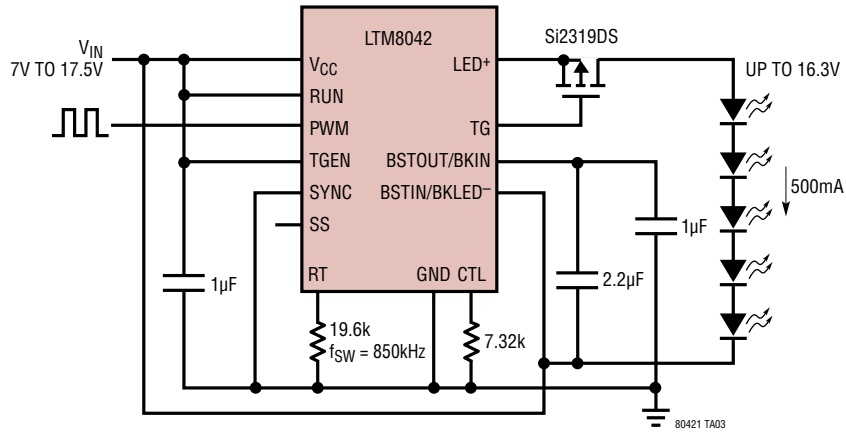 LTM8042
Si2319DS
V_IN
7V TO 17.5V
V_CC
LED+
UP TO 16.3V
RUN
PWM
TG
TGEN
BSTOUT/BKIN
SYNC
BSTIN/BKLED–
500mA
SS
1µF
RT
GND
CTL
1µF
2.2µF
19.6k
f_SW = 850kHz
7.32k
80421 TA03